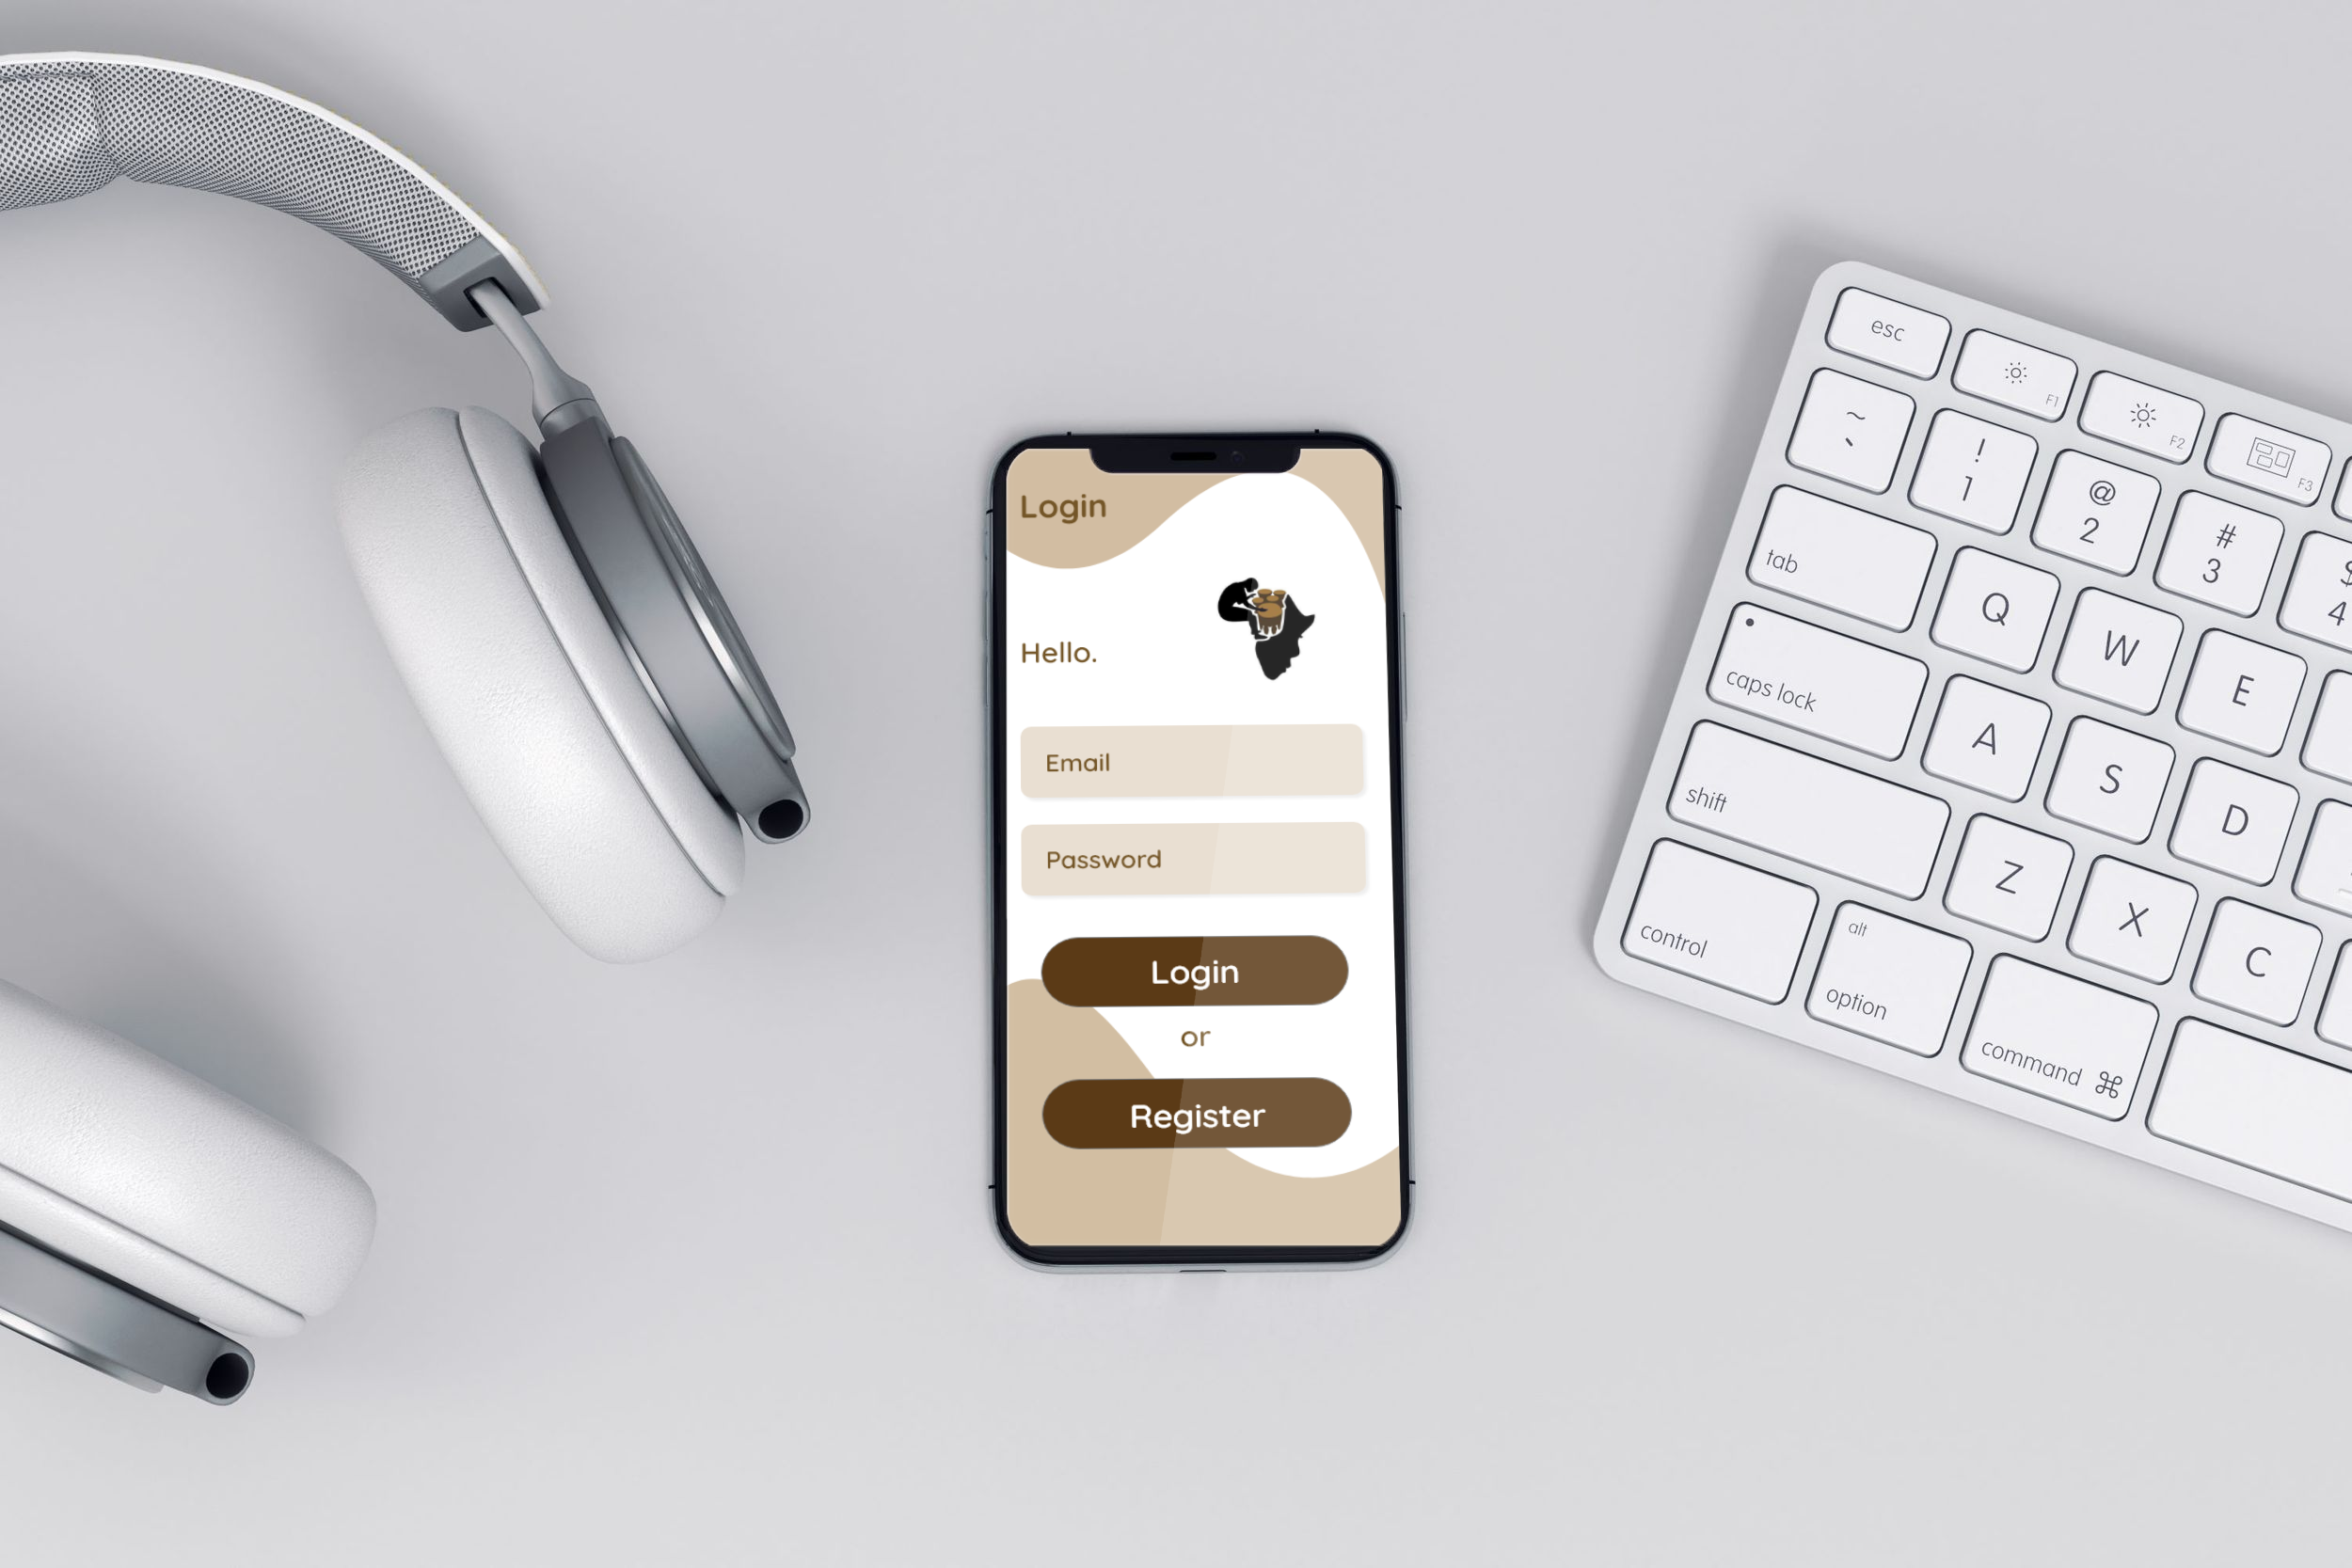 Login
Hello.
Email
Password
Login
or
Register
esc
F1
F2
F3
~
`
!
1
@
2
#
3
$
4
tab
Q
W
E
caps lock
A
S
D
shift
Z
X
C
control
alt
option
command ⌘